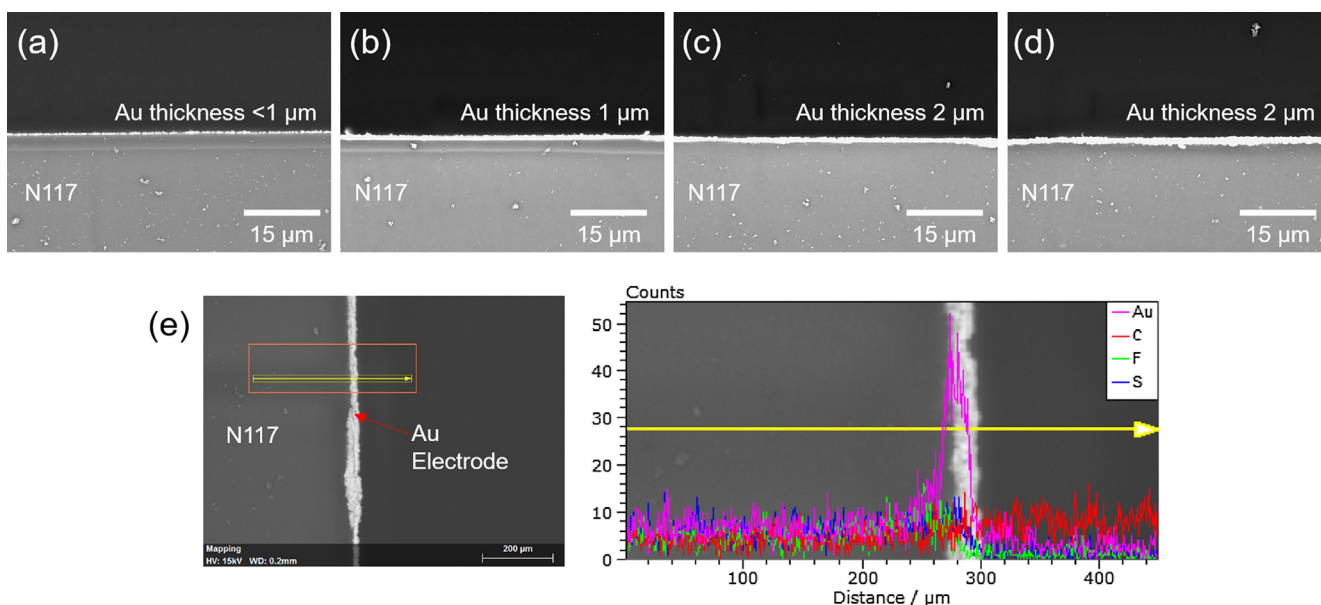 (a)
Au thickness <1 µm
N117
15 µm
(b)
Au thickness 1 µm
N117
15 µm
(c)
Au thickness 2 µm
N117
15 µm
(d)
Au thickness 2 µm
N117
15 µm
(e)
N117
Au
Electrode
Mapping
HV: 15kV WD: 0.2mm
200 µm
Counts
50
40
30
20
10
0
100
200
300
400
Distance / µm
Au
C
F
S